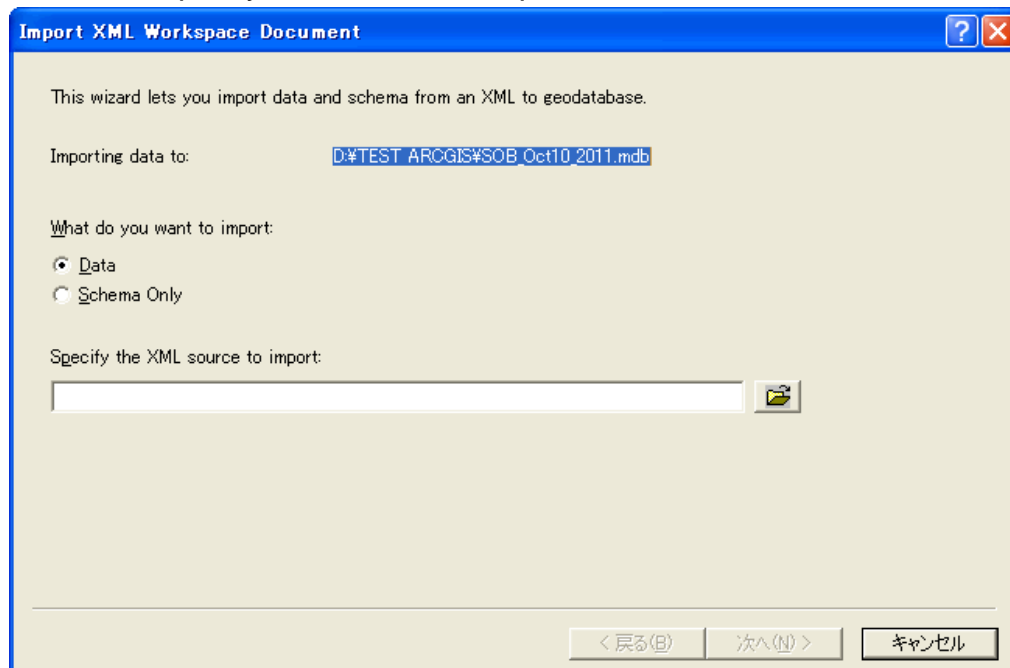 Import XML Workspace Document
This wizard lets you import data and schema from an XML to geodatabase.
Importing data to: D:¥TEST ARCGIS¥SOB_Oct10_2011.mdb
What do you want to import:
Data
Schema Only
Specify the XML source to import:
< 戻る(B) 次へ(N) > キャンセル